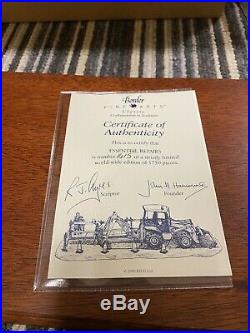 Border
FINE ARTS
Classic
Certificate of
Authenticity
This is to certify that
ESSENTIAL REPAIRS
is number of a strictly limited
world-wide edition of 1750 pieces.
Sculptor
Founder